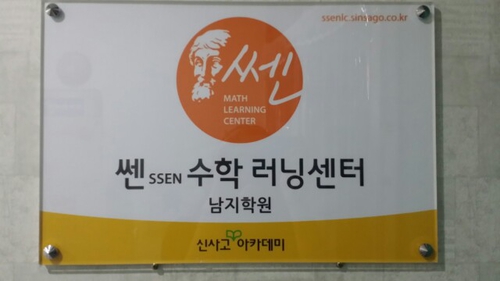 ssenlc.sinsago.co.kr
쎈
MATH
LEARNING
CENTER
쎈 SSEN 수학 러닝센터
남지학원
신사고 아카데미